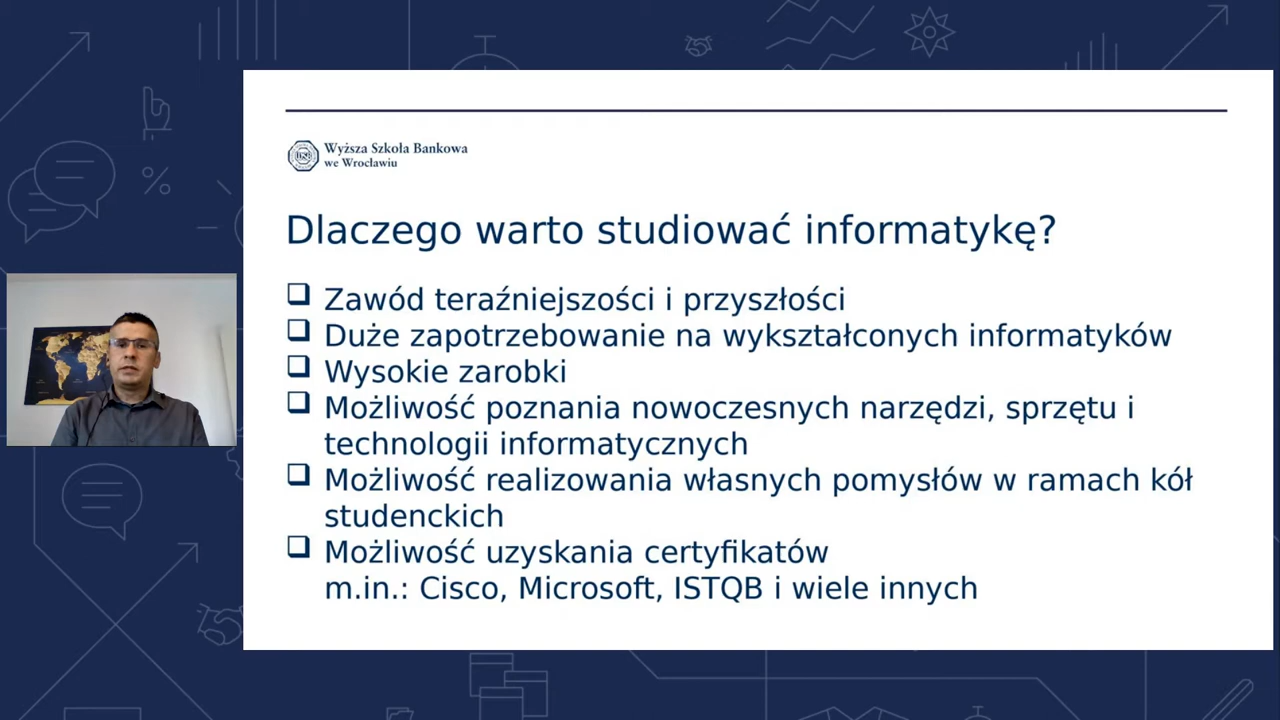 Wyższa Szkoła Bankowa
we Wrocławiu
Dlaczego warto studiować informatykę?
Zawód teraźniejszości i przyszłości
Duże zapotrzebowanie na wykształconych informatyków
Wysokie zarobki
Możliwość poznania nowoczesnych narzędzi, sprzętu i
technologii informatycznych
Możliwość realizowania własnych pomysłów w ramach kół
studenckich
Możliwość uzyskania certyfikatów
m.in.: Cisco, Microsoft, ISTQB i wiele innych